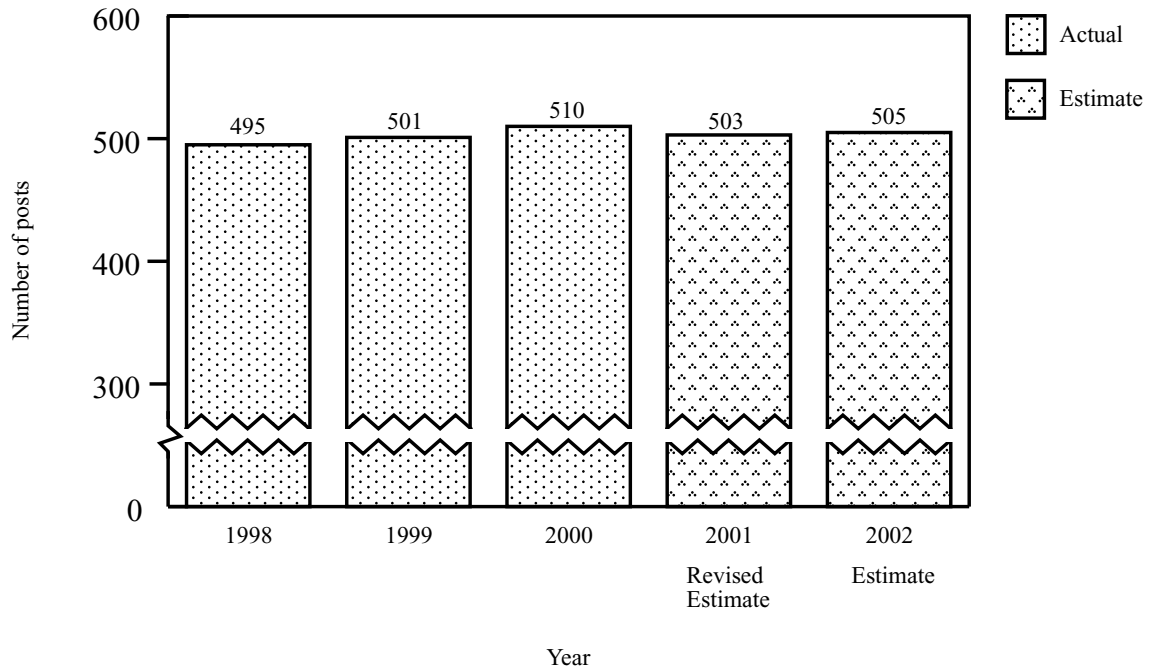 600
500
400
300
0
Number of posts
495
501
510
503
505
1998
1999
2000
2001
2002
Revised
Estimate
Estimate
Year
Actual
Estimate